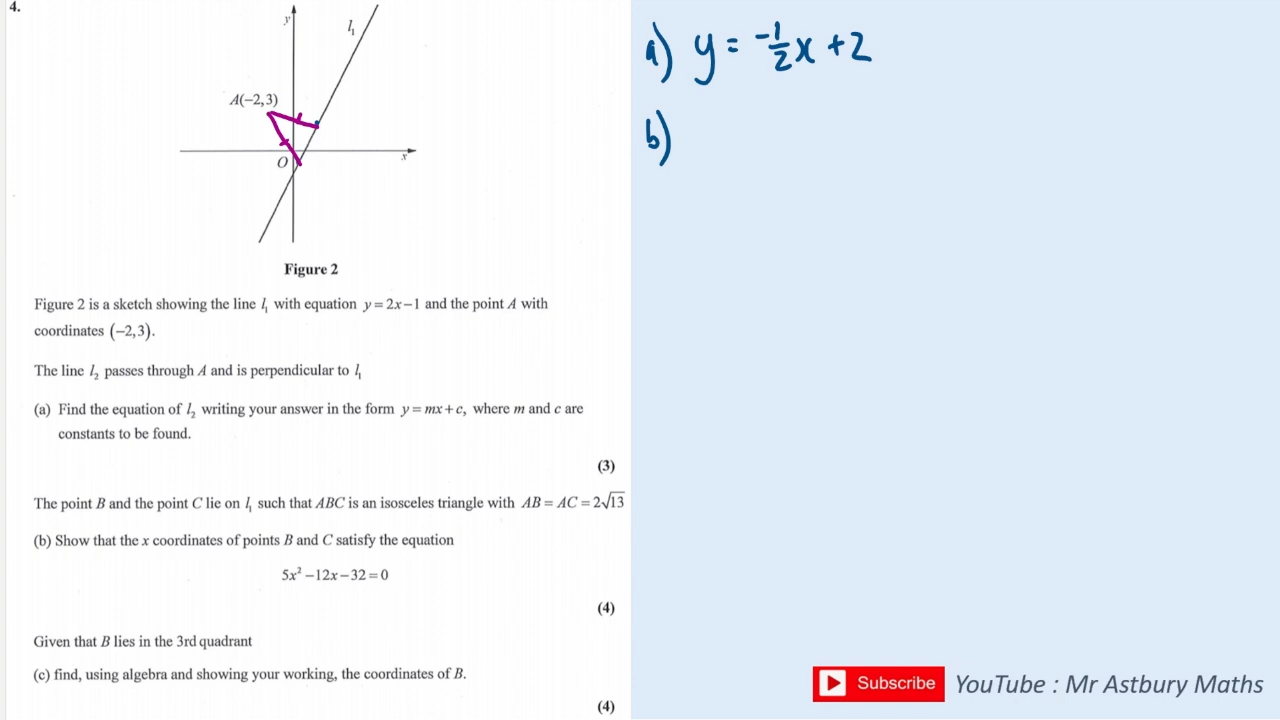 4.
y
l₁
A(−2,3)
O
x
Figure 2
Figure 2 is a sketch showing the line l₁ with equation y = 2x − 1 and the point A with
coordinates (−2,3).
The line l₂ passes through A and is perpendicular to l₁
(a) Find the equation of l₂ writing your answer in the form y = mx + c, where m and c are
constants to be found.
(3)
The point B and the point C lie on l₁ such that ABC is an isosceles triangle with AB = AC = 2√13
(b) Show that the x coordinates of points B and C satisfy the equation
5x² − 12x − 32 = 0
(4)
Given that B lies in the 3rd quadrant
(c) find, using algebra and showing your working, the coordinates of B.
(4)
a) y = -1/2 x + 2
b)
Subscribe YouTube : Mr Astbury Maths